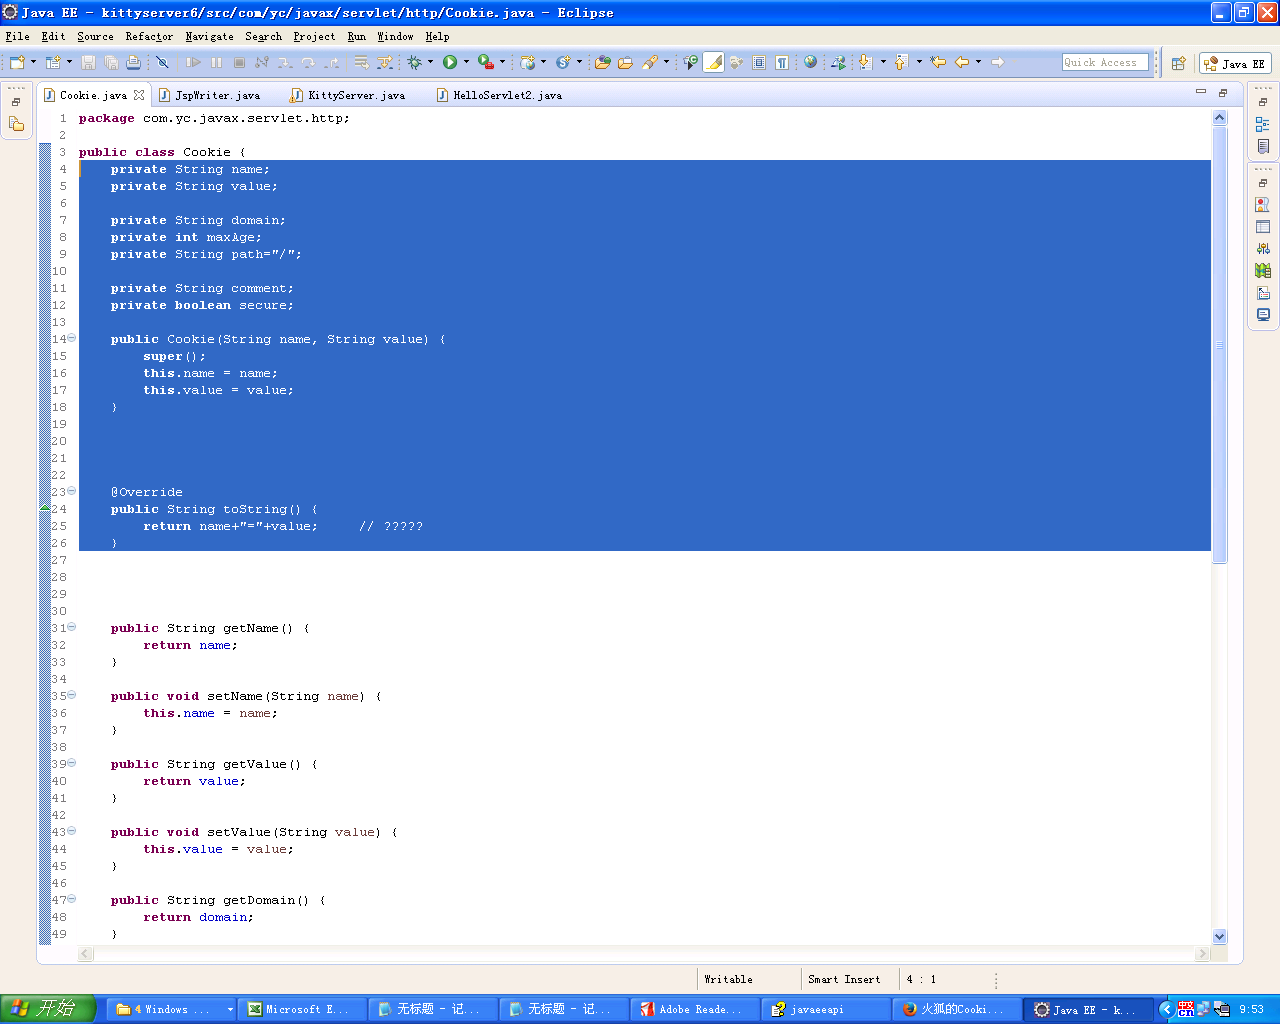 Java EE - kittyserver6/src/com/yc/javax/servlet/http/Cookie.java - Eclipse
File Edit Source Refactor Navigate Search Project Run Window Help
Quick Access
Java EE
Cookie.java JspWriter.java KittyServer.java HelloServlet2.java
1 package com.yc.javax.servlet.http;
2
3 public class Cookie {
4 private String name;
5 private String value;
6
7 private String domain;
8 private int maxAge;
9 private String path="/";
10
11 private String comment;
12 private boolean secure;
13
14 public Cookie(String name, String value) {
15 super();
16 this.name = name;
17 this.value = value;
18 }
19
20
21
22
23 @Override
24 public String toString() {
25 return name+"="+value; // ?????
26 }
27
28
29
30
31 public String getName() {
32 return name;
33 }
34
35 public void setName(String name) {
36 this.name = name;
37 }
38
39 public String getValue() {
40 return value;
41 }
42
43 public void setValue(String value) {
44 this.value = value;
45 }
46
47 public String getDomain() {
48 return domain;
49 }
Writable Smart Insert 4 : 1
开始 4 Windows ... Microsoft E... 无标题 - 记... 无标题 - 记... Adobe Reade... javaeeapi 火狐的Cooki... Java EE - k... 9:53